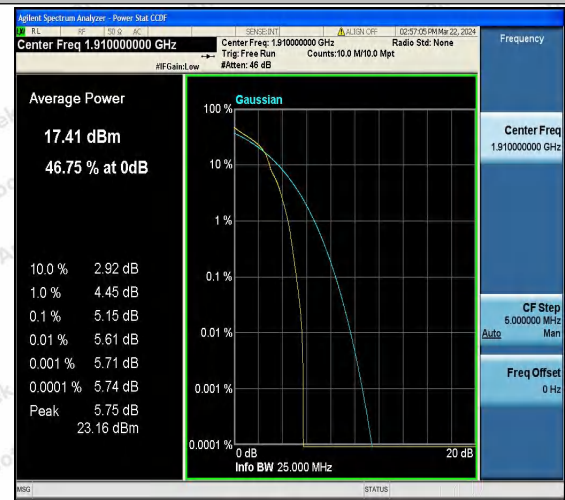 Agilent Spectrum Analyzer - Power Stat CCDF
LXI RL RF 50 Ω AC SENSE:INT ALIGN OFF 02:57:05 PM Mar 22, 2024
Center Freq 1.910000000 GHz
Center Freq: 1.910000000 GHz Radio Std: None
Trig: Free Run Counts:10.0 M/10.0 Mpt
#IFGain:Low #Atten: 46 dB
Frequency
Average Power
17.41 dBm
46.75 % at 0dB
10.0 % 2.92 dB
1.0 % 4.45 dB
0.1 % 5.15 dB
0.01 % 5.61 dB
0.001 % 5.71 dB
0.0001 % 5.74 dB
Peak 5.75 dB
23.16 dBm
Gaussian
100 %
10 %
1 %
0.1 %
0.01 %
0.001 %
0.0001 %
0 dB 20 dB
Info BW 25.000 MHz
Center Freq
1.910000000 GHz
CF Step
5.000000 MHz
Auto Man
Freq Offset
0 Hz
MSG STATUS